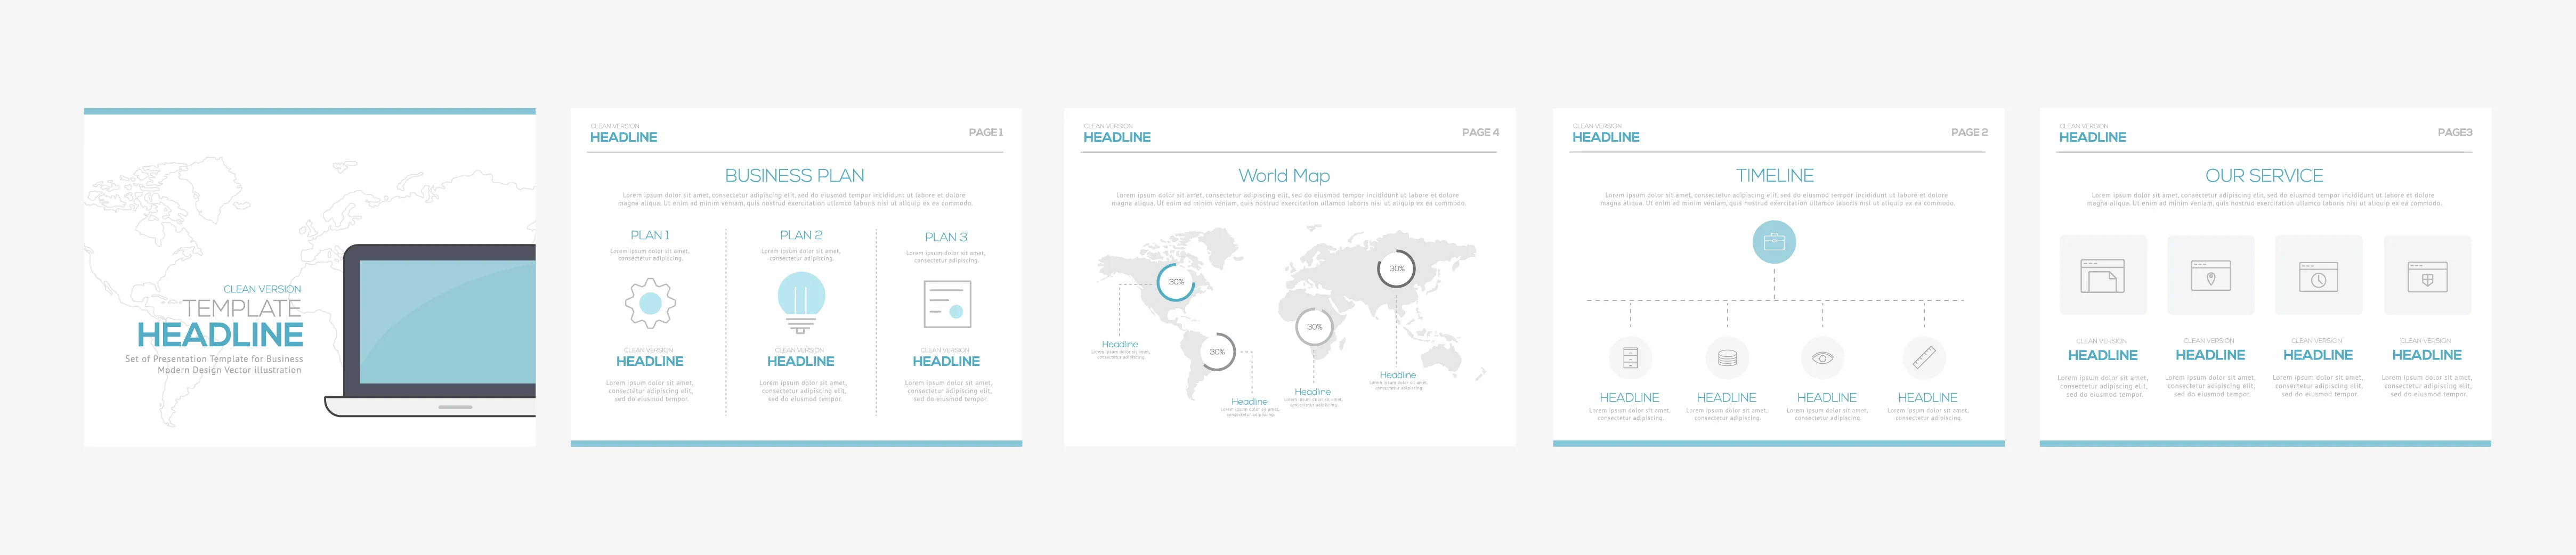 CLEAN VERSION
TEMPLATE
HEADLINE
Set of Presentation Template for Business
Modern Design Vector illustration
CLEAN VERSION
HEADLINE
PAGE 1
BUSINESS PLAN
Lorem ipsum dolor sit amet, consectetur adipiscing elit, sed do eiusmod tempor incididunt ut labore et dolore
magna aliqua. Ut enim ad minim veniam, quis nostrud exercitation ullamco laboris nisi ut aliquip ex ea commodo.
PLAN 1
Lorem ipsum dolor sit amet,
consectetur adipiscing.
CLEAN VERSION
HEADLINE
Lorem ipsum dolor sit amet,
consectetur adipiscing elit,
sed do eiusmod tempor.
PLAN 2
Lorem ipsum dolor sit amet,
consectetur adipiscing.
CLEAN VERSION
HEADLINE
Lorem ipsum dolor sit amet,
consectetur adipiscing elit,
sed do eiusmod tempor.
PLAN 3
Lorem ipsum dolor sit amet,
consectetur adipiscing.
CLEAN VERSION
HEADLINE
Lorem ipsum dolor sit amet,
consectetur adipiscing elit,
sed do eiusmod tempor.
CLEAN VERSION
HEADLINE
PAGE 4
World Map
Lorem ipsum dolor sit amet, consectetur adipiscing elit, sed do eiusmod tempor incididunt ut labore et dolore
magna aliqua. Ut enim ad minim veniam, quis nostrud exercitation ullamco laboris nisi ut aliquip ex ea commodo.
30%
30%
30%
30%
Headline
Lorem ipsum dolor sit amet,
consectetur adipiscing.
Headline
Lorem ipsum dolor sit amet,
consectetur adipiscing.
Headline
Lorem ipsum dolor sit amet,
consectetur adipiscing.
Headline
Lorem ipsum dolor sit amet,
consectetur adipiscing.
CLEAN VERSION
HEADLINE
PAGE 2
TIMELINE
Lorem ipsum dolor sit amet, consectetur adipiscing elit, sed do eiusmod tempor incididunt ut labore et dolore
magna aliqua. Ut enim ad minim veniam, quis nostrud exercitation ullamco laboris nisi ut aliquip ex ea commodo.
HEADLINE
Lorem ipsum dolor sit amet,
consectetur adipiscing.
HEADLINE
Lorem ipsum dolor sit amet,
consectetur adipiscing.
HEADLINE
Lorem ipsum dolor sit amet,
consectetur adipiscing.
HEADLINE
Lorem ipsum dolor sit amet,
consectetur adipiscing.
CLEAN VERSION
HEADLINE
PAGE3
OUR SERVICE
Lorem ipsum dolor sit amet, consectetur adipiscing elit, sed do eiusmod tempor incididunt ut labore et dolore
magna aliqua. Ut enim ad minim veniam, quis nostrud exercitation ullamco laboris nisi ut aliquip ex ea commodo.
CLEAN VERSION
HEADLINE
Lorem ipsum dolor sit amet,
consectetur adipiscing elit,
sed do eiusmod tempor.
CLEAN VERSION
HEADLINE
Lorem ipsum dolor sit amet,
consectetur adipiscing elit,
sed do eiusmod tempor.
CLEAN VERSION
HEADLINE
Lorem ipsum dolor sit amet,
consectetur adipiscing elit,
sed do eiusmod tempor.
CLEAN VERSION
HEADLINE
Lorem ipsum dolor sit amet,
consectetur adipiscing elit,
sed do eiusmod tempor.